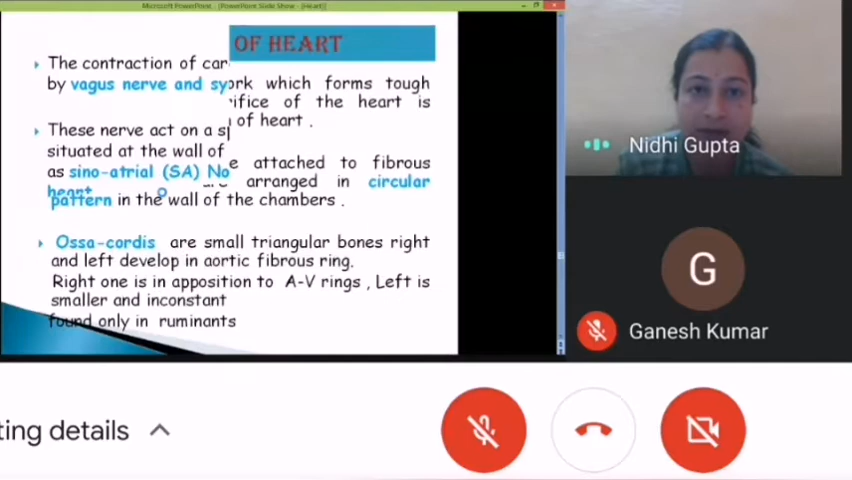 Microsoft PowerPoint - [PowerPoint Slide Show - [Heart]]
OF HEART
The contraction of car
by vagus nerve and sy ork which forms tough
rifice of the heart is
of heart .
These nerve act on a sp
situated at the wall of
e attached to fibrous
as sino-atrial (SA) No
arranged in circular
heart
pattern in the wall of the chambers .
Ossa-cordis are small triangular bones right
and left develop in aortic fibrous ring.
Right one is in apposition to A-V rings , Left is
smaller and inconstant
found only in ruminants
Nidhi Gupta
G
Ganesh Kumar
ting details